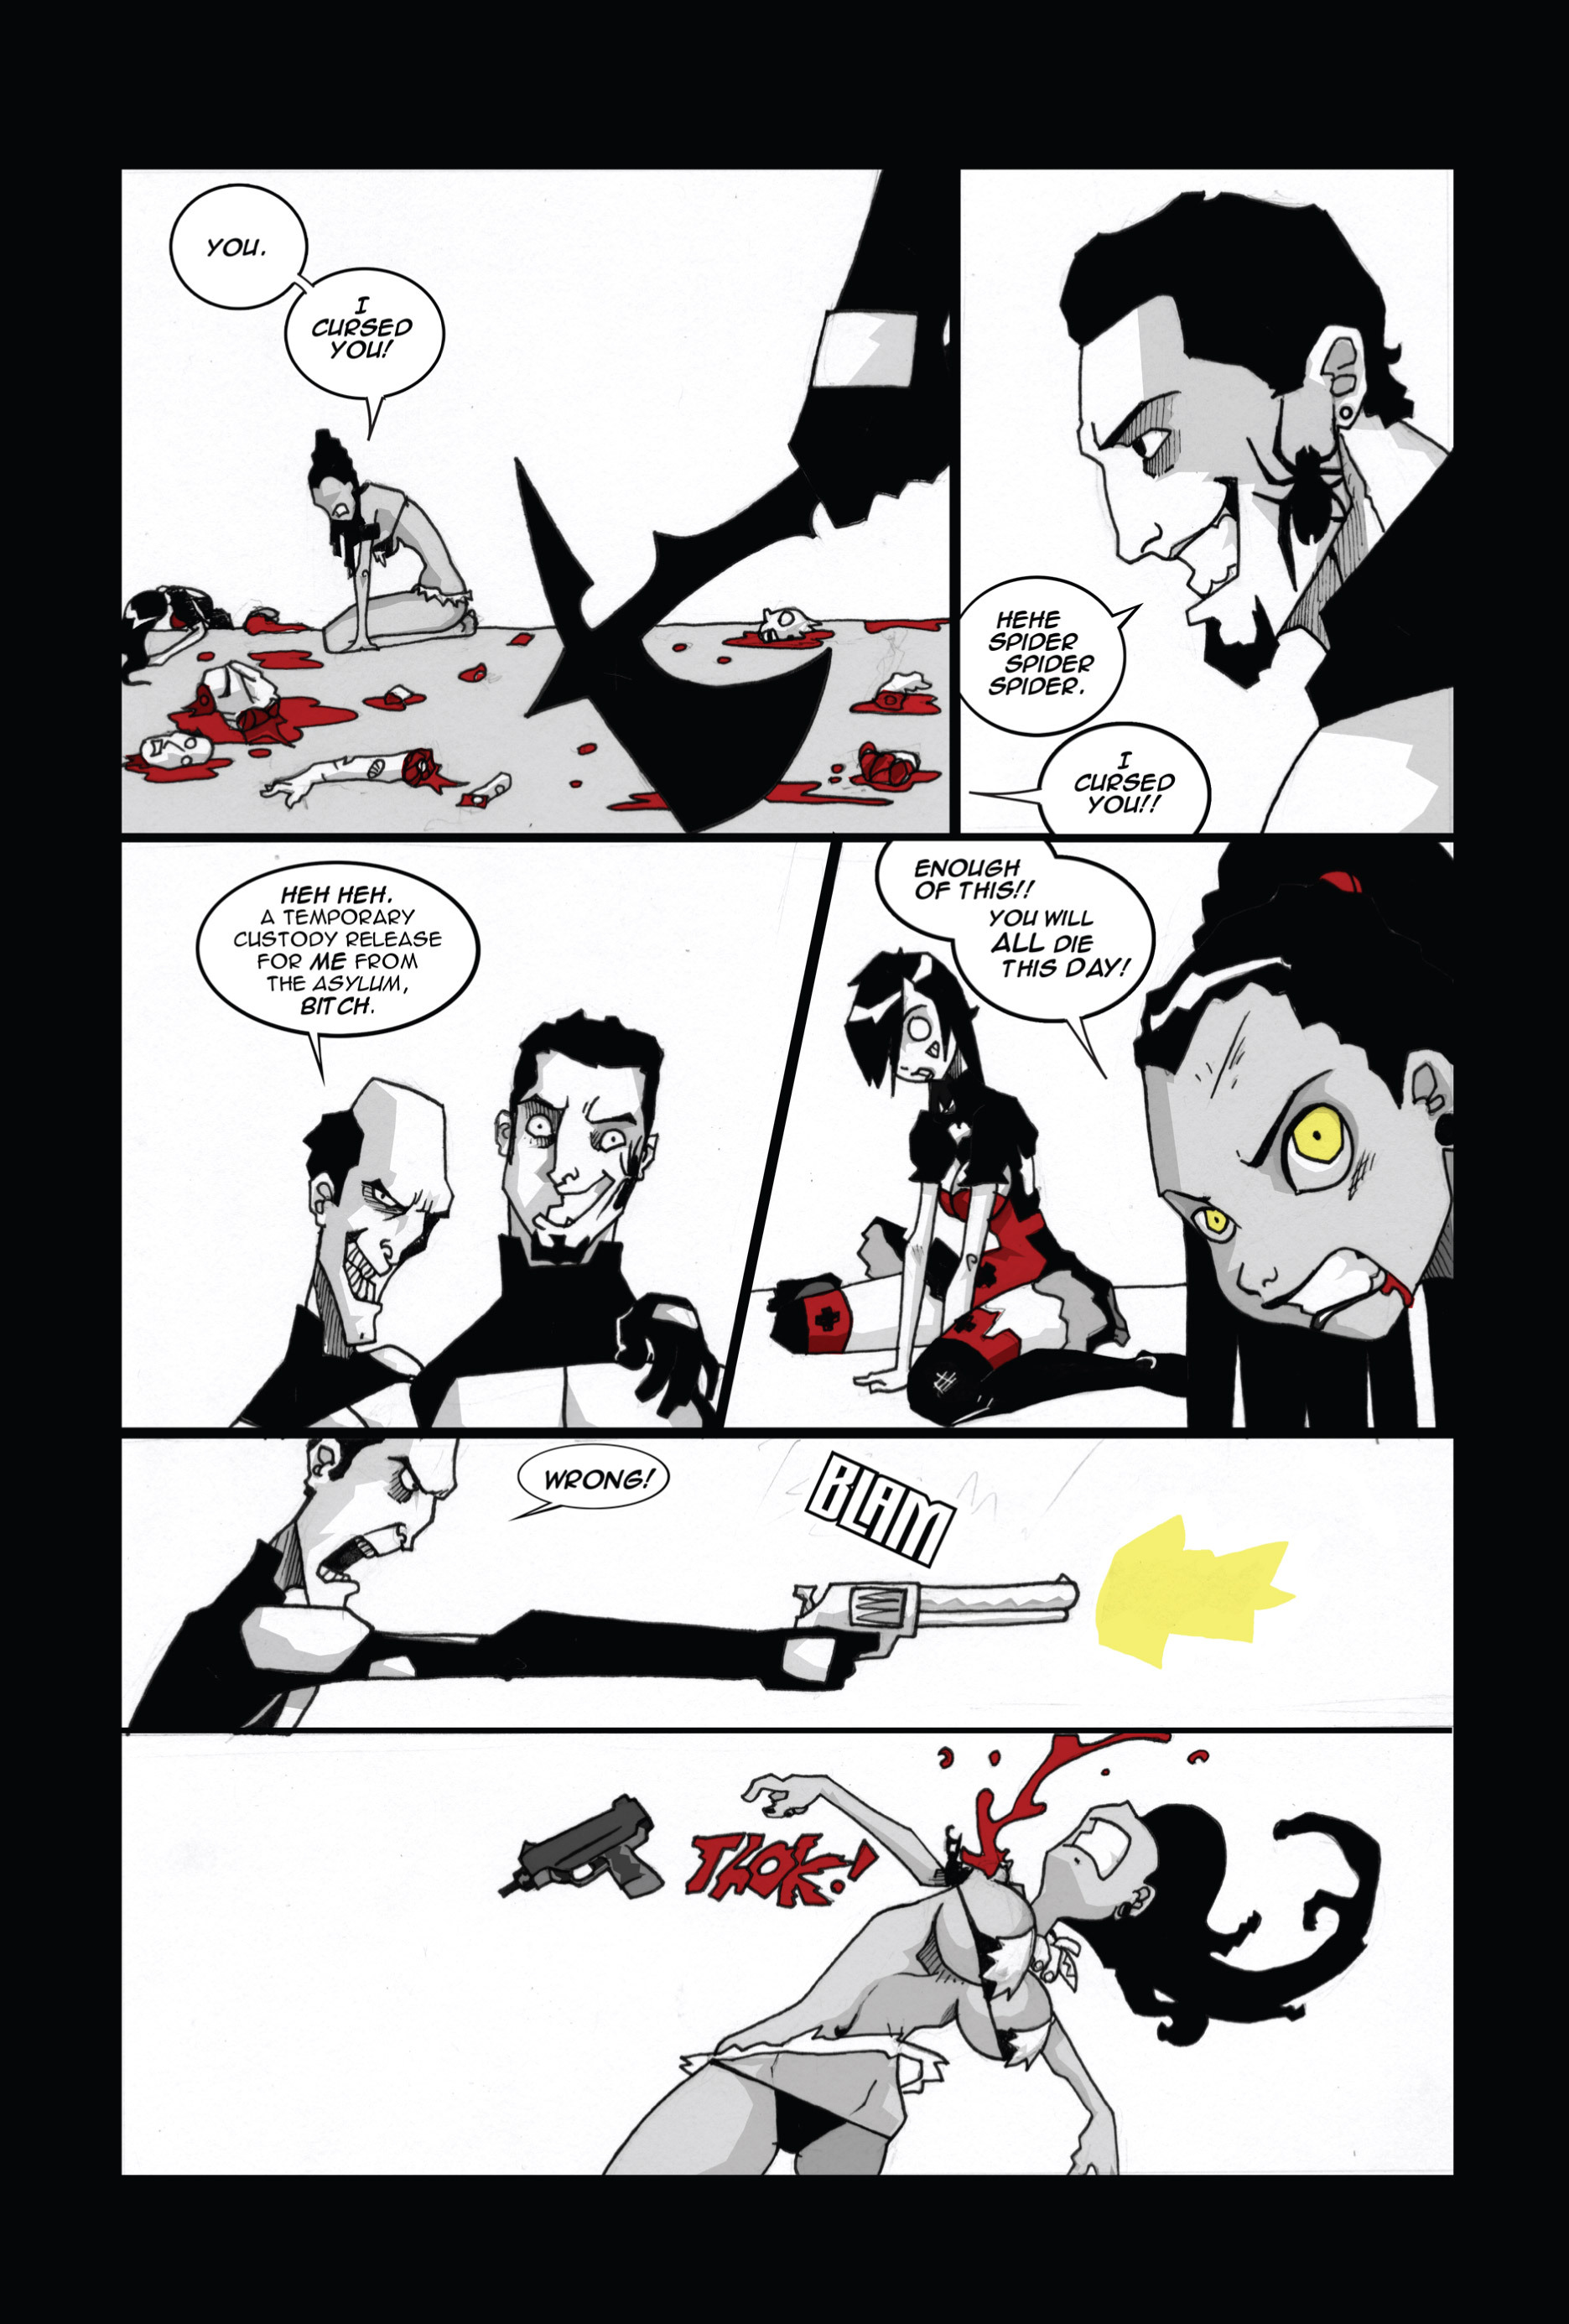 YOU.
I
CURSED
YOU!
HEHE
SPIDER
SPIDER
SPIDER.
I
CURSED
YOU!!
HEH HEH.
A TEMPORARY
CUSTODY RELEASE
FOR ME FROM
THE ASYLUM,
BITCH.
ENOUGH
OF THIS!!
YOU WILL
ALL DIE
THIS DAY!
WRONG!
BLAM
THOK!